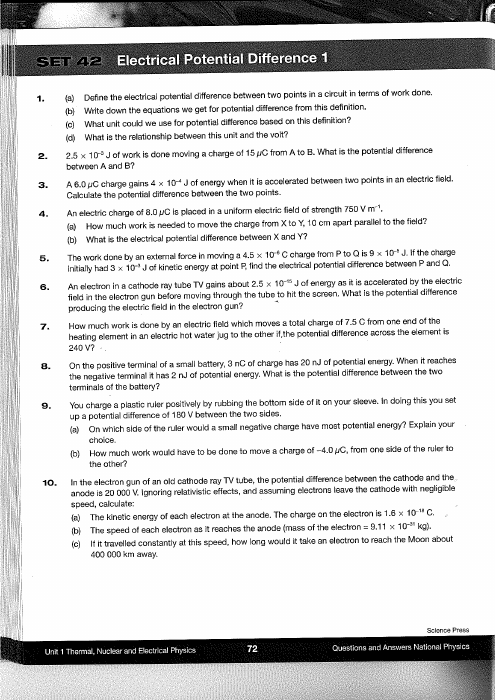 SET 42 Electrical Potential Difference 1
1. (a) Define the electrical potential difference between two points in a circuit in terms of work done.
(b) Write down the equations we get for potential difference from this definition.
(c) What unit could we use for potential difference based on this definition?
(d) What is the relationship between this unit and the volt?
2. 2.5 × 10⁻³ J of work is done moving a charge of 15 μC from A to B. What is the potential difference
between A and B?
3. A 6.0 μC charge gains 4 × 10⁻⁴ J of energy when it is accelerated between two points in an electric field.
Calculate the potential difference between the two points.
4. An electric charge of 8.0 μC is placed in a uniform electric field of strength 750 V m⁻¹.
(a) How much work is needed to move the charge from X to Y, 10 cm apart parallel to the field?
(b) What is the electrical potential difference between X and Y?
5. The work done by an external force in moving a 4.5 × 10 C charge from P to Q is 9 × 10 J. If the charge
initially had 3 × 10 J of kinetic energy at point P, find the electrical potential difference between P and Q.
6. An electron in a cathode ray tube TV gains about 2.5 × 10⁻¹⁵ J of energy as it is accelerated by the electric
field in the electron gun before moving through the tube to hit the screen. What is the potential difference
producing the electric field in the electron gun?
7. How much work is done by an electric field which moves a total charge of 7.5 C from one end of the
heating element in an electric hot water jug to the other if,the potential difference across the element is
240 V?
8. On the positive terminal of a small battery, 3 nC of charge has 20 nJ of potential energy. When it reaches
the negative terminal it has 2 nJ of potential energy. What is the potential difference between the two
terminals of the battery?
9. You charge a plastic ruler positively by rubbing the bottom side of it on your sleeve. In doing this you set
up a potential difference of 180 V between the two sides.
(a) On which side of the ruler would a small negative charge have most potential energy? Explain your
choice.
(b) How much work would have to be done to move a charge of –4.0 μC, from one side of the ruler to
the other?
10. In the electron gun of an old cathode ray TV tube, the potential difference between the cathode and the
anode is 20 000 V. Ignoring relativistic effects, and assuming electrons leave the cathode with negligible
speed, calculate:
(a) The kinetic energy of each electron at the anode. The charge on the electron is 1.6 × 10⁻¹⁹ C.
(b) The speed of each electron as it reaches the anode (mass of the electron = 9.11 × 10⁻³¹ kg).
(c) If it travelled constantly at this speed, how long would it take an electron to reach the Moon about
400 000 km away.
Science Press
Unit 1 Thermal, Nuclear and Electrical Physics 72 Questions and Answers National Physics